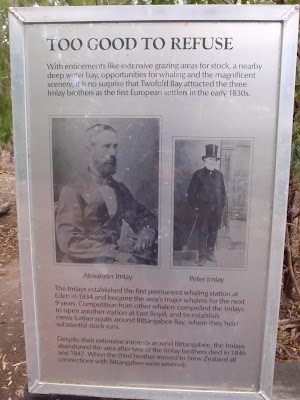 TOO GOOD TO REFUSE
With enticements like extensive grazing areas for stock, a nearby
deep water bay, opportunities for whaling and the magnificent
scenery, it is no surprise that Twofold Bay attracted the three
Imlay brothers as the first European settlers in the early 1830s.
Alexander Imlay
Peter Imlay
The Imlays established the first permanent whaling station at
Eden in 1834 and became the area's major whalers for the next
9 years. Competition from other whalers compelled the Imlays
to open another station at East Boyd, and to establish
crews further south around Bittangabee Bay, where they held
substantial stock runs.
Despite their extensive interests around Bittangabee, the Imlays
abandoned the area after two of the Imlay brothers died in 1846
and 1847. When the third brother moved to New Zealand all
connections with Bittangabee were severed.